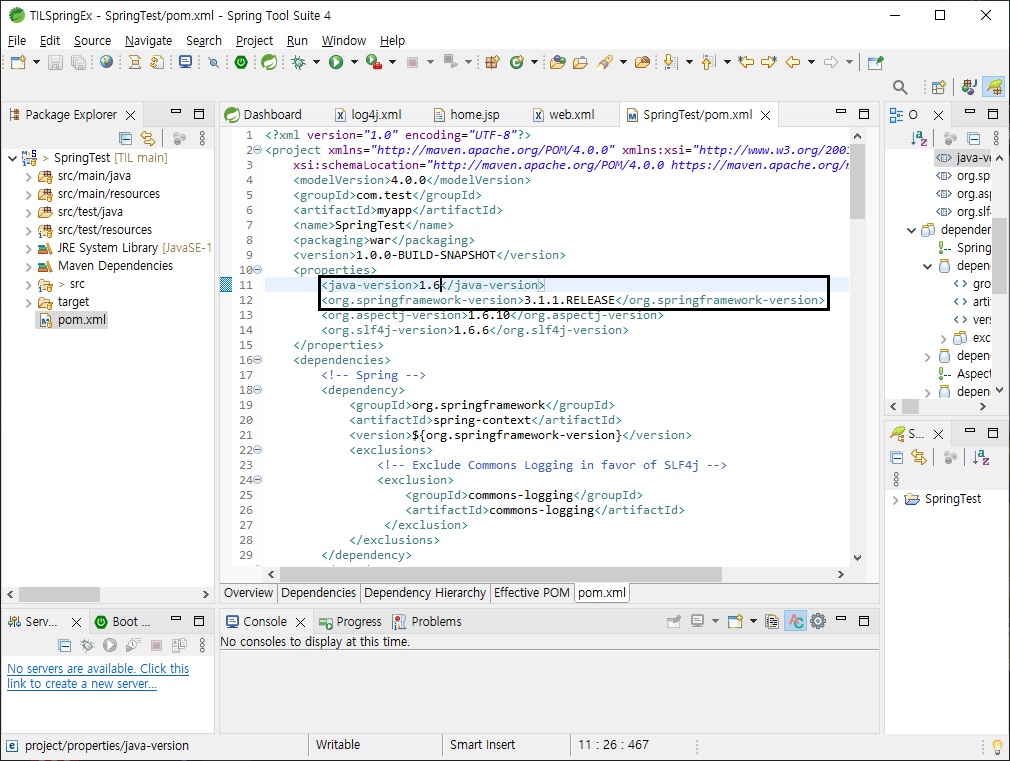 TILSpringEx - SpringTest/pom.xml - Spring Tool Suite 4
File Edit Source Navigate Search Project Run Window Help
Package Explorer
SpringTest [TIL main]
src/main/java
src/main/resources
src/test/java
src/test/resources
JRE System Library [JavaSE-1
Maven Dependencies
> src
target
pom.xml
Dashboard log4j.xml home.jsp web.xml SpringTest/pom.xml
1 <?xml version="1.0" encoding="UTF-8"?>
2 <project xmlns="http://maven.apache.org/POM/4.0.0" xmlns:xsi="http://www.w3.org/2001
3 xsi:schemaLocation="http://maven.apache.org/POM/4.0.0 https://maven.apache.org/
4 <modelVersion>4.0.0</modelVersion>
5 <groupId>com.test</groupId>
6 <artifactId>myapp</artifactId>
7 <name>SpringTest</name>
8 <packaging>war</packaging>
9 <version>1.0.0-BUILD-SNAPSHOT</version>
10 <properties>
11 <java-version>1.6</java-version>
12 <org.springframework-version>3.1.1.RELEASE</org.springframework-version>
13 <org.aspectj-version>1.6.10</org.aspectj-version>
14 <org.slf4j-version>1.6.6</org.slf4j-version>
15 </properties>
16 <dependencies>
17 <!-- Spring -->
18 <dependency>
19 <groupId>org.springframework</groupId>
20 <artifactId>spring-context</artifactId>
21 <version>${org.springframework-version}</version>
22 <exclusions>
23 <!-- Exclude Commons Logging in favor of SLF4j -->
24 <exclusion>
25 <groupId>commons-logging</groupId>
26 <artifactId>commons-logging</artifactId>
27 </exclusion>
28 </exclusions>
29 </dependency>
Overview Dependencies Dependency Hierarchy Effective POM pom.xml
O
java-ve
org.spr
org.asp
org.slf
dependen
Spring
depen
gro
arti
vers
exc
depen
Aspect
depen
S...
SpringTest
Serv... Boot ...
No servers are available. Click this
link to create a new server...
Console Progress Problems
No consoles to display at this time.
project/properties/java-version Writable Smart Insert 11 : 26 : 467